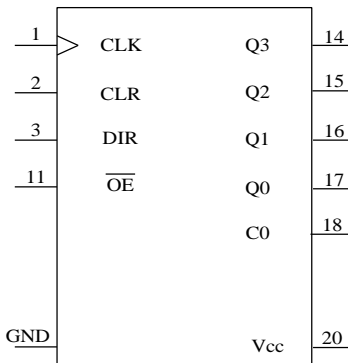 1 CLK Q3 14
2 CLR Q2 15
3 DIR Q1 16
11 OE Q0 17
C0 18
GND Vcc 20